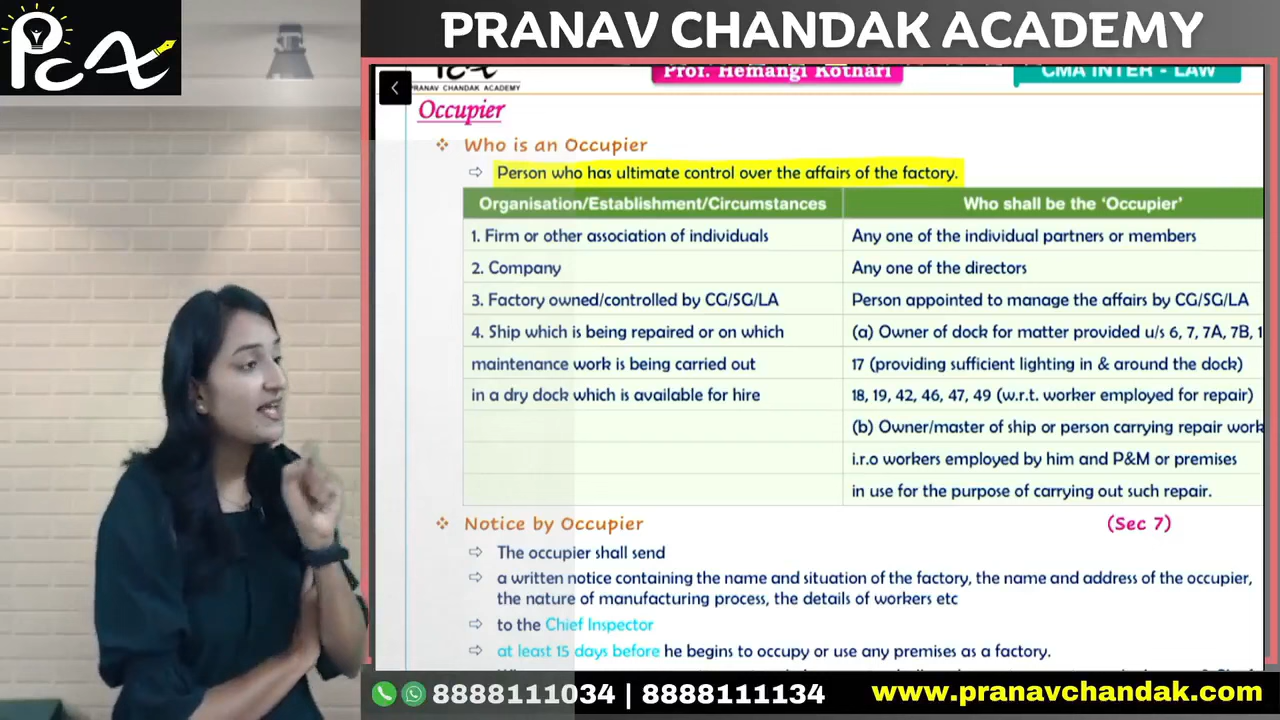 PCA
PRANAV CHANDAK ACADEMY
PRANAV CHANDAK ACADEMY
Prof. Hemangi Kothari
CMA INTER - LAW
Occupier
❖ Who is an Occupier
⇨ Person who has ultimate control over the affairs of the factory.
Organisation/Establishment/Circumstances Who shall be the ‘Occupier’
1. Firm or other association of individuals Any one of the individual partners or members
2. Company Any one of the directors
3. Factory owned/controlled by CG/SG/LA Person appointed to manage the affairs by CG/SG/LA
4. Ship which is being repaired or on which (a) Owner of dock for matter provided u/s 6, 7, 7A, 7B, 1
maintenance work is being carried out 17 (providing sufficient lighting in & around the dock)
in a dry dock which is available for hire 18, 19, 42, 46, 47, 49 (w.r.t. worker employed for repair)
(b) Owner/master of ship or person carrying repair work
i.r.o workers employed by him and P&M or premises
in use for the purpose of carrying out such repair.
❖ Notice by Occupier (Sec 7)
⇨ The occupier shall send
⇨ a written notice containing the name and situation of the factory, the name and address of the occupier,
the nature of manufacturing process, the details of workers etc
⇨ to the Chief Inspector
⇨ at least 15 days before he begins to occupy or use any premises as a factory.
8888111034 | 8888111134
www.pranavchandak.com